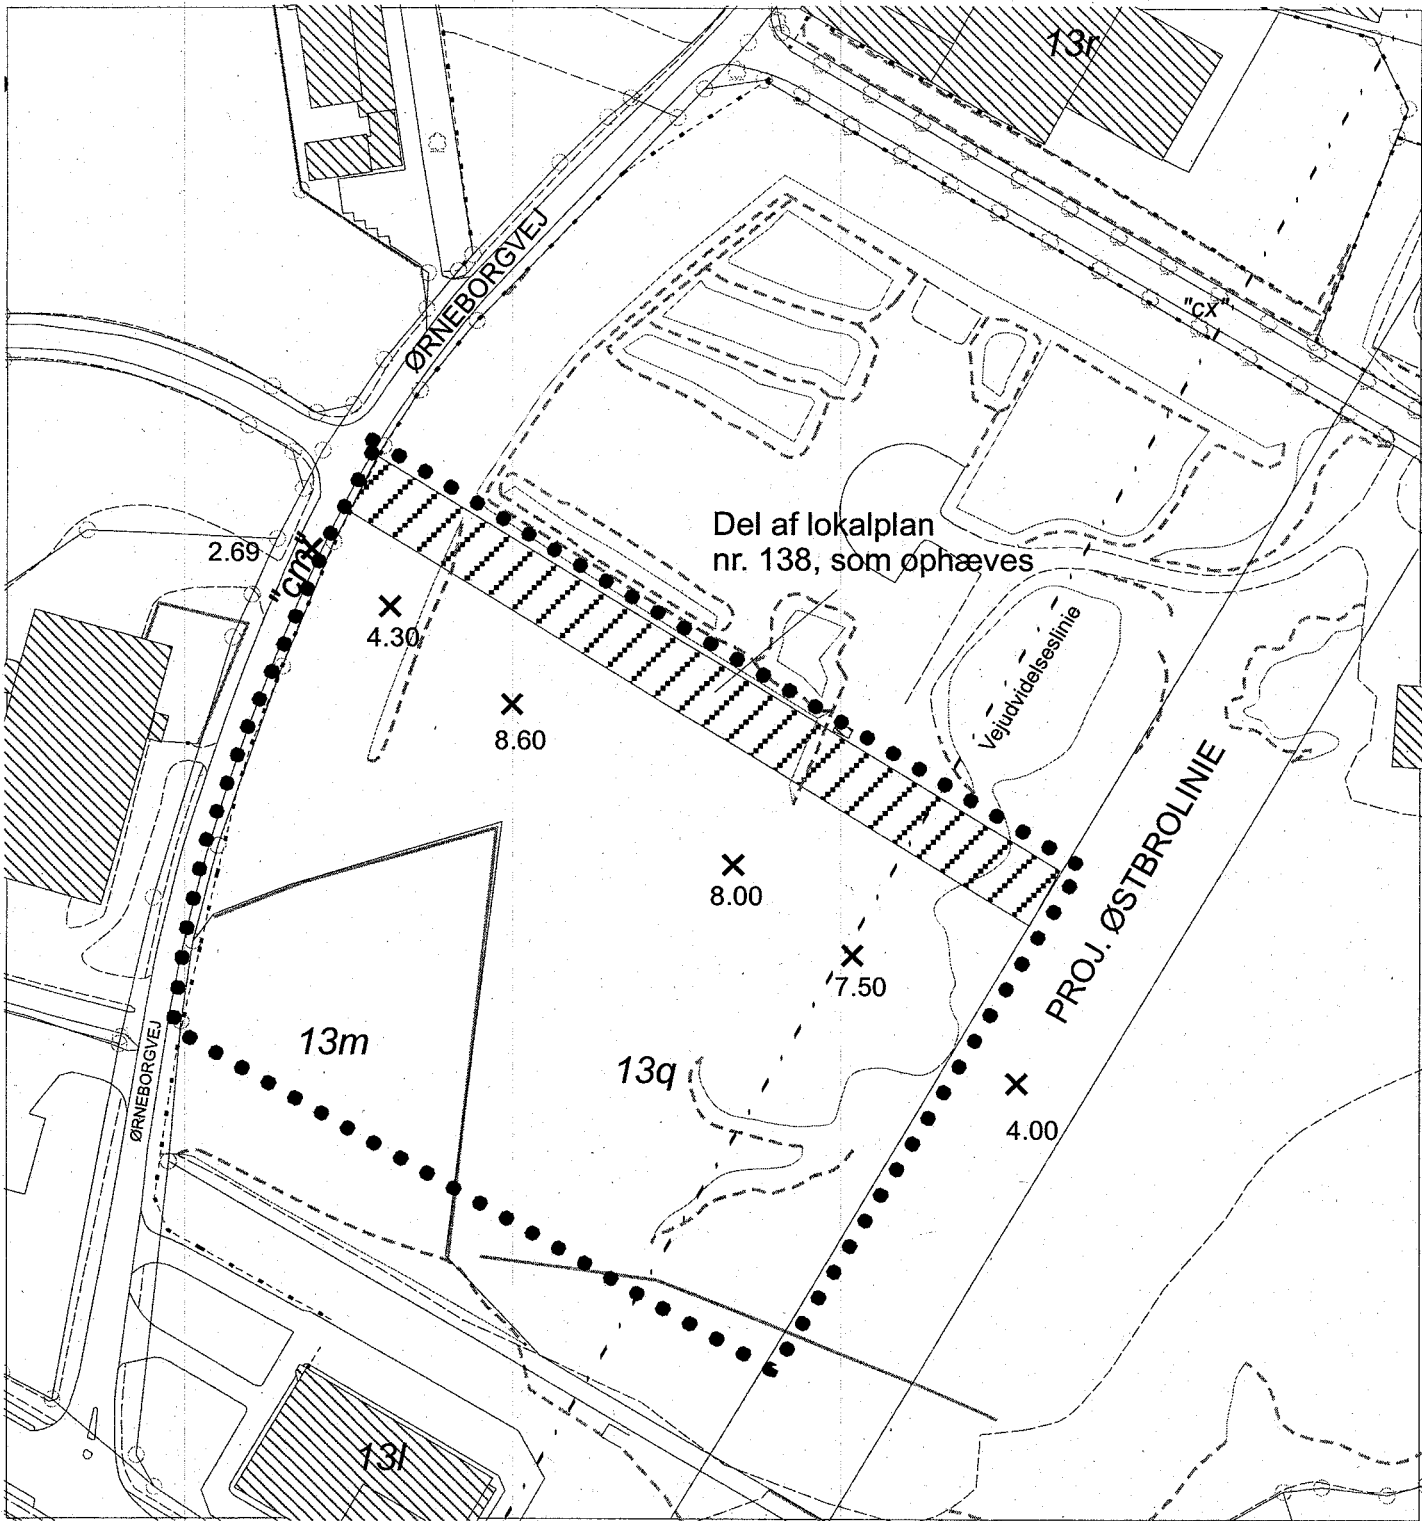 13r
ØRNEBORGVEJ
"cx"
Del af lokalplan
nr. 138, som ophæves
2.69
"cm"
4.30
Vejudvidelseslinie
8.60
PROJ. ØSTBROLINIE
8.00
7.50
13m
13q
ØRNEBORGVEJ
4.00
13l